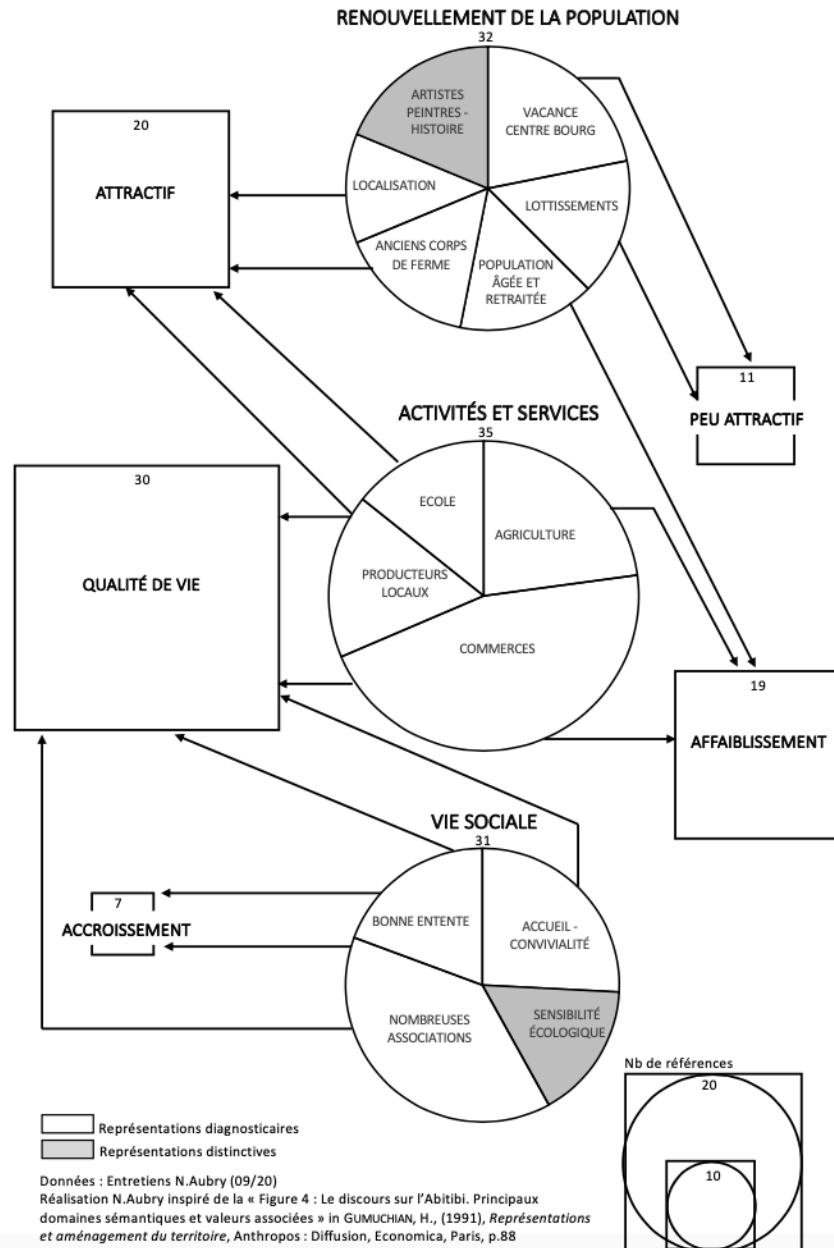 RENOUVELLEMENT DE LA POPULATION
32
ARTISTES
PEINTRES -
HISTOIRE
VACANCE
CENTRE BOURG
20
ATTRACTIF
LOCALISATION
LOTTISSEMENTS
ANCIENS CORPS
DE FERME
POPULATION
ÂGÉE ET
RETRAITÉE
11
PEU ATTRACTIF
ACTIVITÉS ET SERVICES
35
30
QUALITÉ DE VIE
ECOLE
AGRICULTURE
PRODUCTEURS
LOCAUX
COMMERCES
19
AFFAIBLISSEMENT
VIE SOCIALE
31
7
ACCROISSEMENT
BONNE ENTENTE
ACCUEIL -
CONVIVIALITÉ
NOMBREUSES
ASSOCIATIONS
SENSIBILITÉ
ÉCOLOGIQUE
Nb de références
20
10
Représentations diagnosticaires
Représentations distinctives
Données : Entretiens N.Aubry (09/20)
Réalisation N.Aubry inspiré de la « Figure 4 : Le discours sur l’Abitibi. Principaux
domaines sémantiques et valeurs associées » in GUMUCHIAN, H., (1991), Représentations
et aménagement du territoire, Anthropos : Diffusion, Economica, Paris, p.88